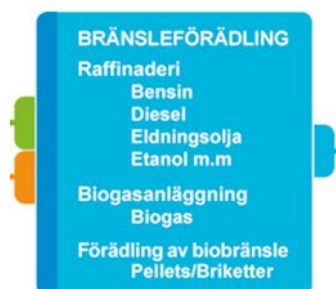 BRÄNSLEFÖRÄDLING
Raffinaderi
Bensin
Diesel
Eldningsolja
Etanol m.m
Biogasanläggning
Biogas
Förädling av biobränsle
Pellets/Briketter